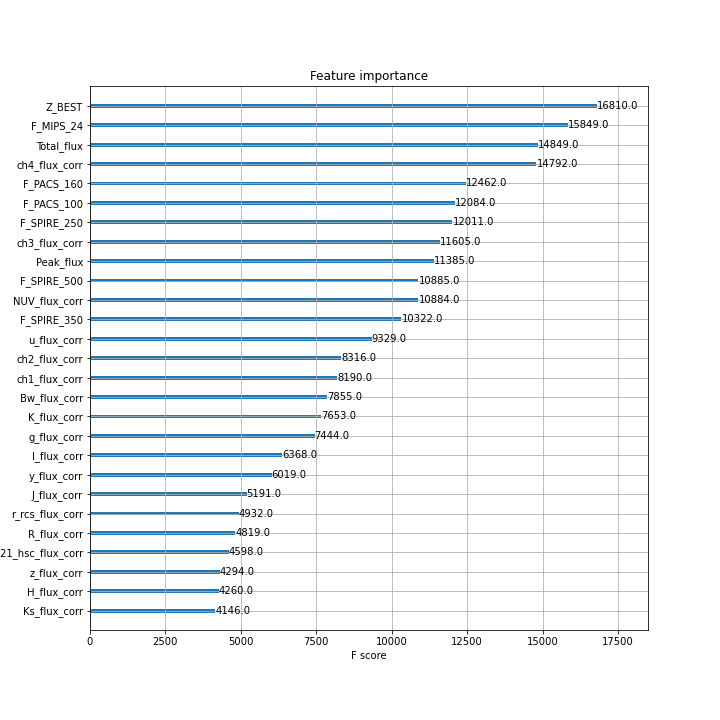 Feature importance
Z_BEST 16810.0
F_MIPS_24 15849.0
Total_flux 14849.0
ch4_flux_corr 14792.0
F_PACS_160 12462.0
F_PACS_100 12084.0
F_SPIRE_250 12011.0
ch3_flux_corr 11605.0
Peak_flux 11385.0
F_SPIRE_500 10885.0
NUV_flux_corr 10884.0
F_SPIRE_350 10322.0
u_flux_corr 9329.0
ch2_flux_corr 8316.0
ch1_flux_corr 8190.0
Bw_flux_corr 7855.0
K_flux_corr 7653.0
g_flux_corr 7444.0
I_flux_corr 6368.0
y_flux_corr 6019.0
J_flux_corr 5191.0
r_rcs_flux_corr 4932.0
R_flux_corr 4819.0
21_hsc_flux_corr 4598.0
z_flux_corr 4294.0
H_flux_corr 4260.0
Ks_flux_corr 4146.0
0 2500 5000 7500 10000 12500 15000 17500
F score